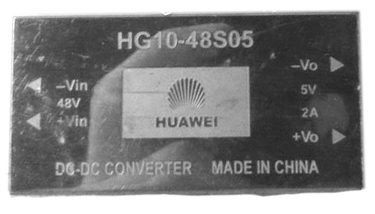 HG10-48S05
–Vin
48V
+Vin
HUAWEI
–Vo
5V
2A
+Vo
DC-DC CONVERTER MADE IN CHINA